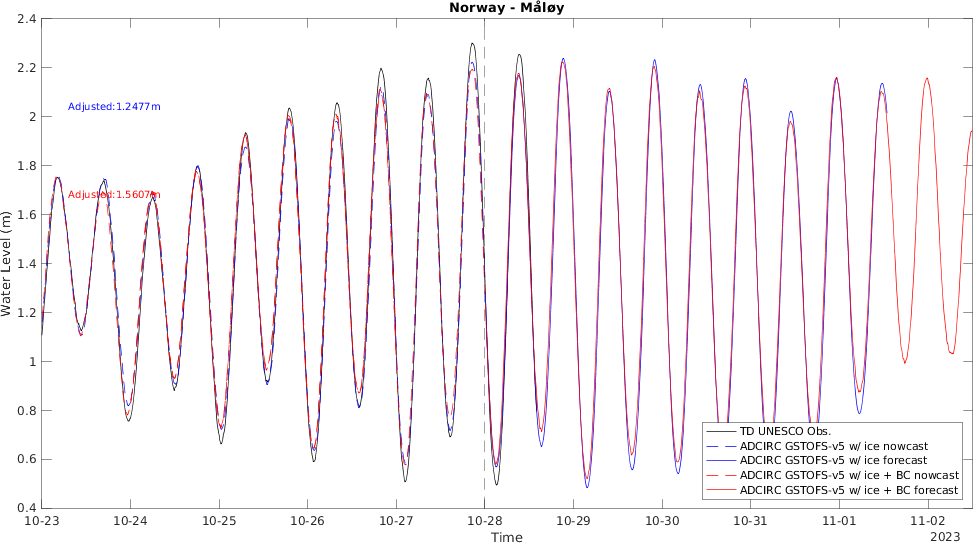 Norway - Måløy
2.4
2.2
2
1.8
1.6
1.4
1.2
1
0.8
0.6
0.4
Water Level (m)
Adjusted:1.2477m
Adjusted:1.5607m
TD UNESCO Obs.
ADCIRC GSTOFS-v5 w/ ice nowcast
ADCIRC GSTOFS-v5 w/ ice forecast
ADCIRC GSTOFS-v5 w/ ice + BC nowcast
ADCIRC GSTOFS-v5 w/ ice + BC forecast
10-23 10-24 10-25 10-26 10-27 10-28 10-29 10-30 10-31 11-01 11-02
Time
2023